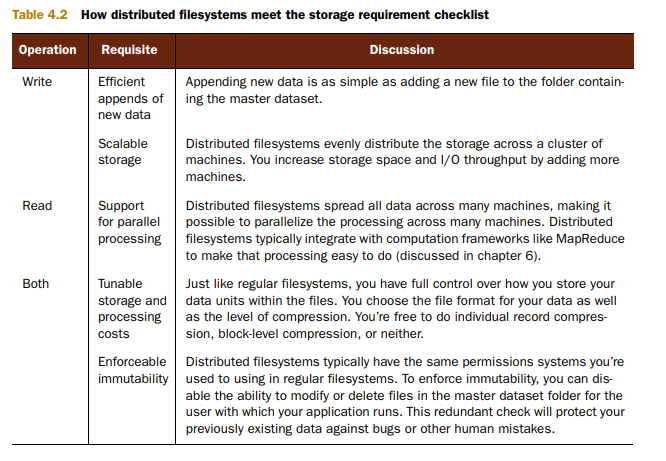 Table 4.2 How distributed filesystems meet the storage requirement checklist
Operation Requisite Discussion
Write
Efficient
appends of
new data
Appending new data is as simple as adding a new file to the folder contain-
ing the master dataset.
Scalable
storage
Distributed filesystems evenly distribute the storage across a cluster of
machines. You increase storage space and I/O throughput by adding more
machines.
Read
Support
for parallel
processing
Distributed filesystems spread all data across many machines, making it
possible to parallelize the processing across many machines. Distributed
filesystems typically integrate with computation frameworks like MapReduce
to make that processing easy to do (discussed in chapter 6).
Both
Tunable
storage and
processing
costs
Just like regular filesystems, you have full control over how you store your
data units within the files. You choose the file format for your data as well
as the level of compression. You're free to do individual record compres-
sion, block-level compression, or neither.
Enforceable
immutability
Distributed filesystems typically have the same permissions systems you're
used to using in regular filesystems. To enforce immutability, you can dis-
able the ability to modify or delete files in the master dataset folder for the
user with which your application runs. This redundant check will protect your
previously existing data against bugs or other human mistakes.